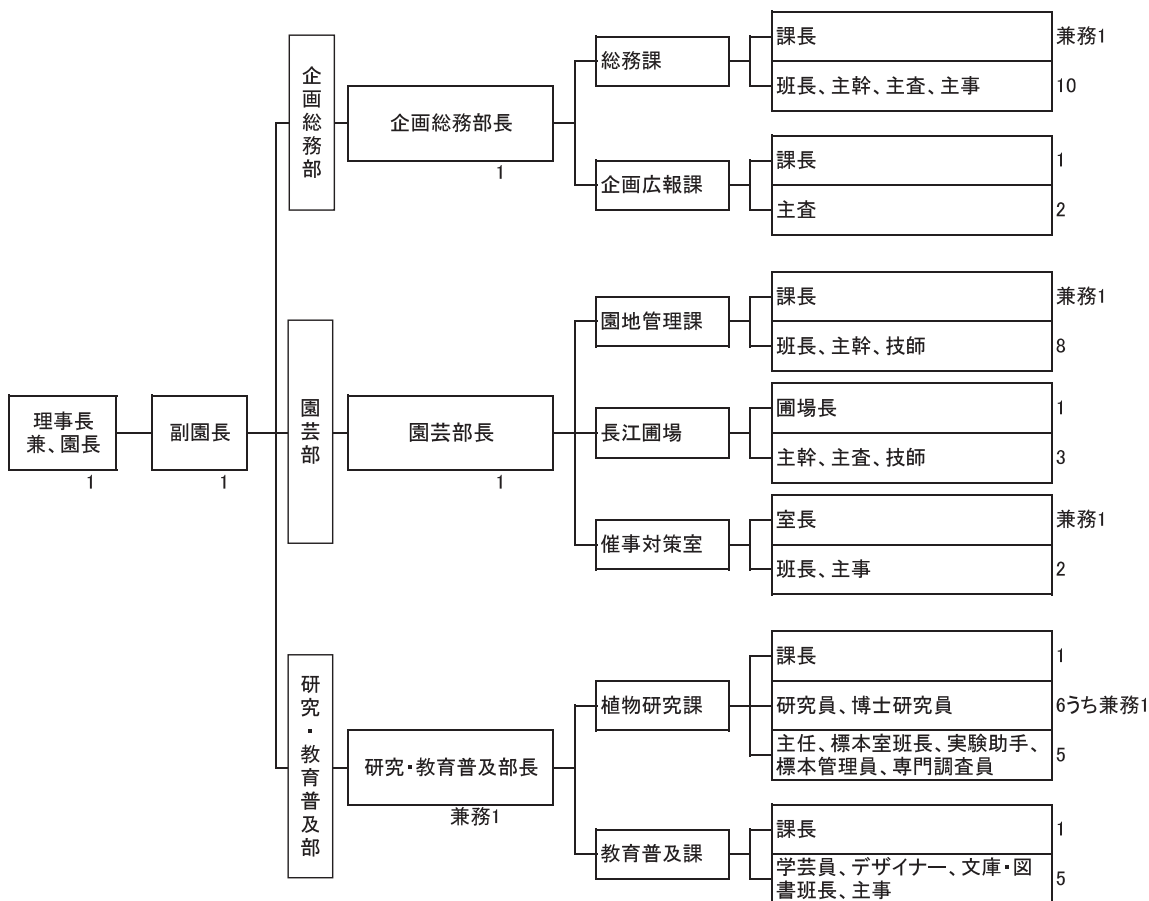 理事長
兼、園長
1
副園長
1
企画総務部
企画総務部長
1
総務課
課長
兼務1
班長、主幹、主査、主事
10
企画広報課
課長
1
主査
2
園芸部
園芸部長
1
園地管理課
課長
兼務1
班長、主幹、技師
8
長江圃場
圃場長
1
主幹、主査、技師
3
催事対策室
室長
兼務1
班長、主事
2
研究・教育普及部
研究・教育普及部長
兼務1
植物研究課
課長
1
研究員、博士研究員
6うち兼務1
主任、標本室班長、実験助手、
標本管理員、専門調査員
5
教育普及課
課長
1
学芸員、デザイナー、文庫・図
書班長、主事
5